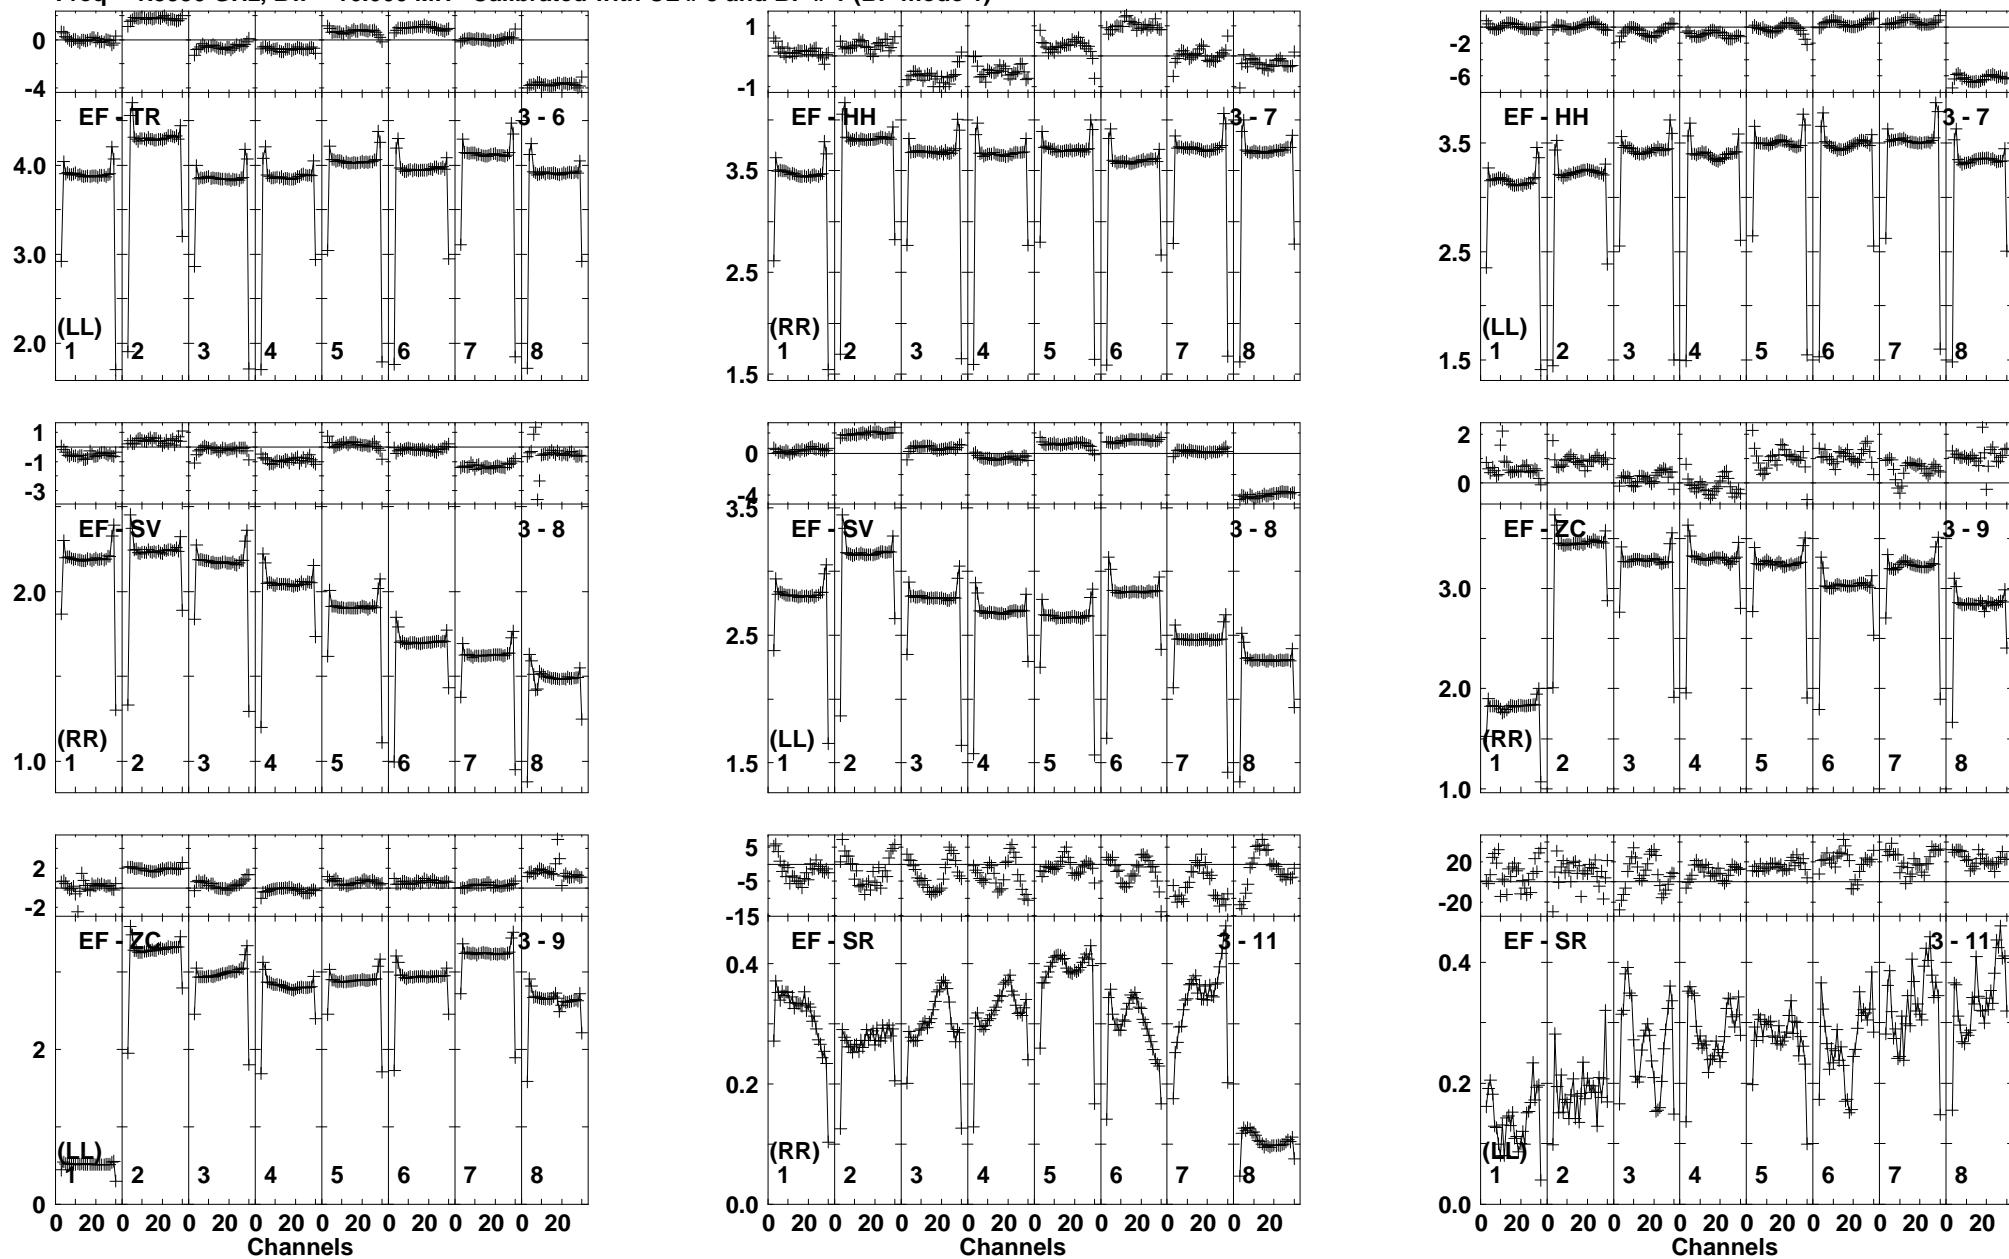 0
-4
EF - TR
3 - 6
4.0
3.0
2.0
(LL)
1 2 3 4 5 6 7 8
1
-1
EF - HH
3 - 7
3.5
2.5
1.5
(RR)
1 2 3 4 5 6 7 8
-2
-6
EF - HH
3 - 7
3.5
2.5
1.5
(LL)
1 2 3 4 5 6 7 8
1
-1
-3
EF - SV
3 - 8
2.0
1.0
(RR)
1 2 3 4 5 6 7 8
0
-4
3.5
EF - SV
3 - 8
2.5
1.5
(LL)
1 2 3 4 5 6 7 8
2
0
EF - ZC
3 - 9
3.0
2.0
1.0
(RR)
1 2 3 4 5 6 7 8
2
-2
EF - ZC
3 - 9
2
0
(LL)
1 2 3 4 5 6 7 8
0 20 0 20 0 20 0 20 0 20 0 20 0 20 0 20
Channels
5
-5
-15
EF - SR
3 - 11
0.4
0.2
0.0
(RR)
1 2 3 4 5 6 7 8
0 20 0 20 0 20 0 20 0 20 0 20 0 20 0 20
Channels
20
-20
EF - SR
3 - 11
0.4
0.2
0.0
(LL)
1 2 3 4 5 6 7 8
0 20 0 20 0 20 0 20 0 20 0 20 0 20 0 20
Channels